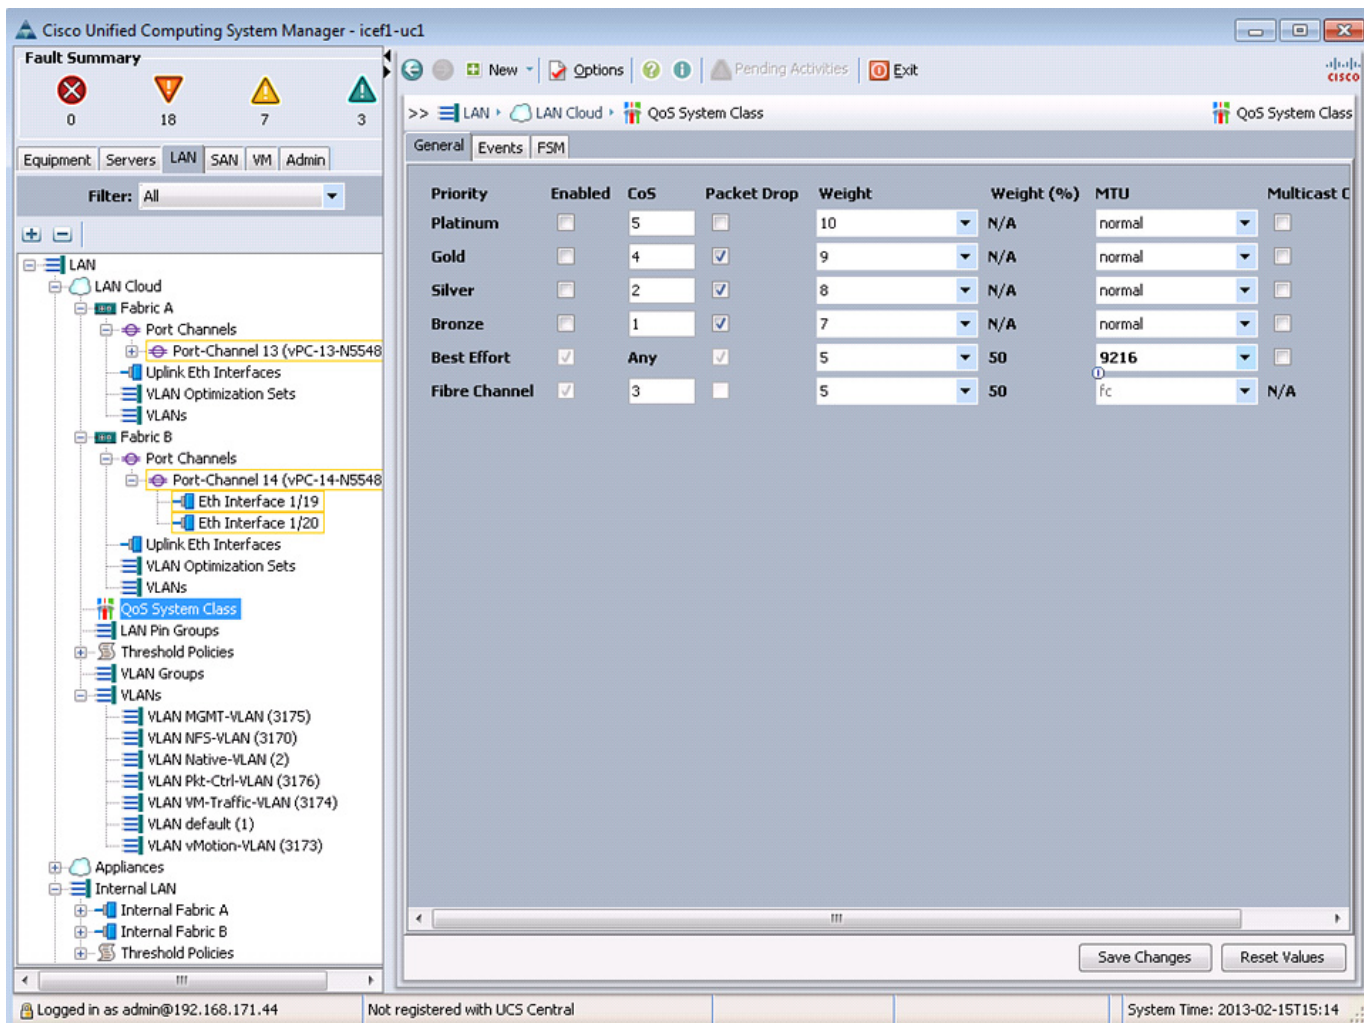 Cisco Unified Computing System Manager - icef1-uc1
Fault Summary
0 18 7 3
New Options Pending Activities Exit
CISCO
>> LAN LAN Cloud QoS System Class QoS System Class
Equipment Servers LAN SAN VM Admin
Filter: All
General Events FSM
Priority Enabled CoS Packet Drop Weight Weight (%) MTU Multicast
Platinum 5 10 N/A normal
Gold 4 9 N/A normal
Silver 2 8 N/A normal
Bronze 1 7 N/A normal
Best Effort Any 5 50 9216
Fibre Channel 3 5 50 fc N/A
LAN
LAN Cloud
Fabric A
Port Channels
Port-Channel 13 (vPC-13-N5548
Uplink Eth Interfaces
VLAN Optimization Sets
VLANs
Fabric B
Port Channels
Port-Channel 14 (vPC-14-N5548
Eth Interface 1/19
Eth Interface 1/20
Uplink Eth Interfaces
VLAN Optimization Sets
VLANs
QoS System Class
LAN Pin Groups
Threshold Policies
VLAN Groups
VLANs
VLAN MGMT-VLAN (3175)
VLAN NFS-VLAN (3170)
VLAN Native-VLAN (2)
VLAN Pkt-Ctrl-VLAN (3176)
VLAN VM-Traffic-VLAN (3174)
VLAN default (1)
VLAN vMotion-VLAN (3173)
Appliances
Internal LAN
Internal Fabric A
Internal Fabric B
Threshold Policies
Save Changes Reset Values
Logged in as admin@192.168.171.44 Not registered with UCS Central System Time: 2013-02-15T15:14